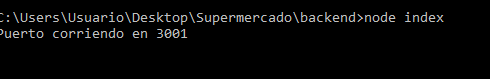 C:\Users\Usuario\Desktop\Supermercado\backend>node index
Puerto corriendo en 3001